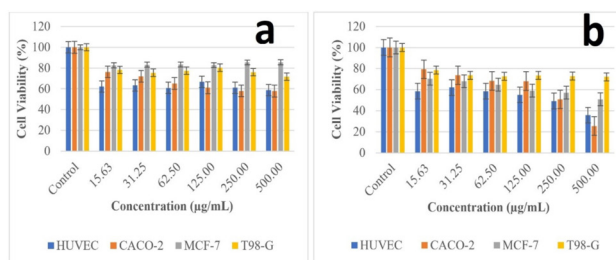 a
Cell Viability (%)
120
100
80
60
40
20
0
Control
15.63
31.25
62.50
125.00
250.00
500.00
Concentration (µg/mL)
HUVEC CACO-2 MCF-7 T98-G
b
Cell Viability (%)
120
100
80
60
40
20
0
Control
15.63
31.25
62.50
125.00
250.00
500.00
Concentration (µg/mL)
HUVEC CACO-2 MCF-7 T98-G